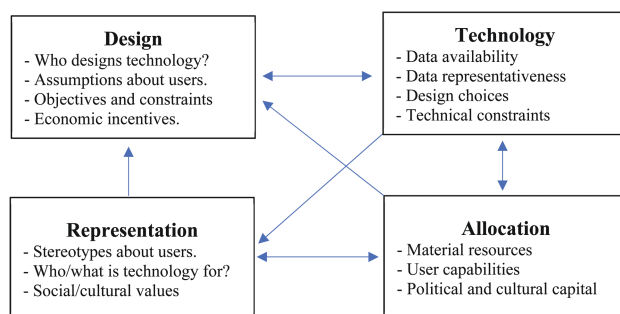 Design
- Who designs technology?
- Assumptions about users.
- Objectives and constraints
- Economic incentives.
Technology
- Data availability
- Data representativeness
- Design choices
- Technical constraints
Representation
- Stereotypes about users.
- Who/what is technology for?
- Social/cultural values
Allocation
- Material resources
- User capabilities
- Political and cultural capital